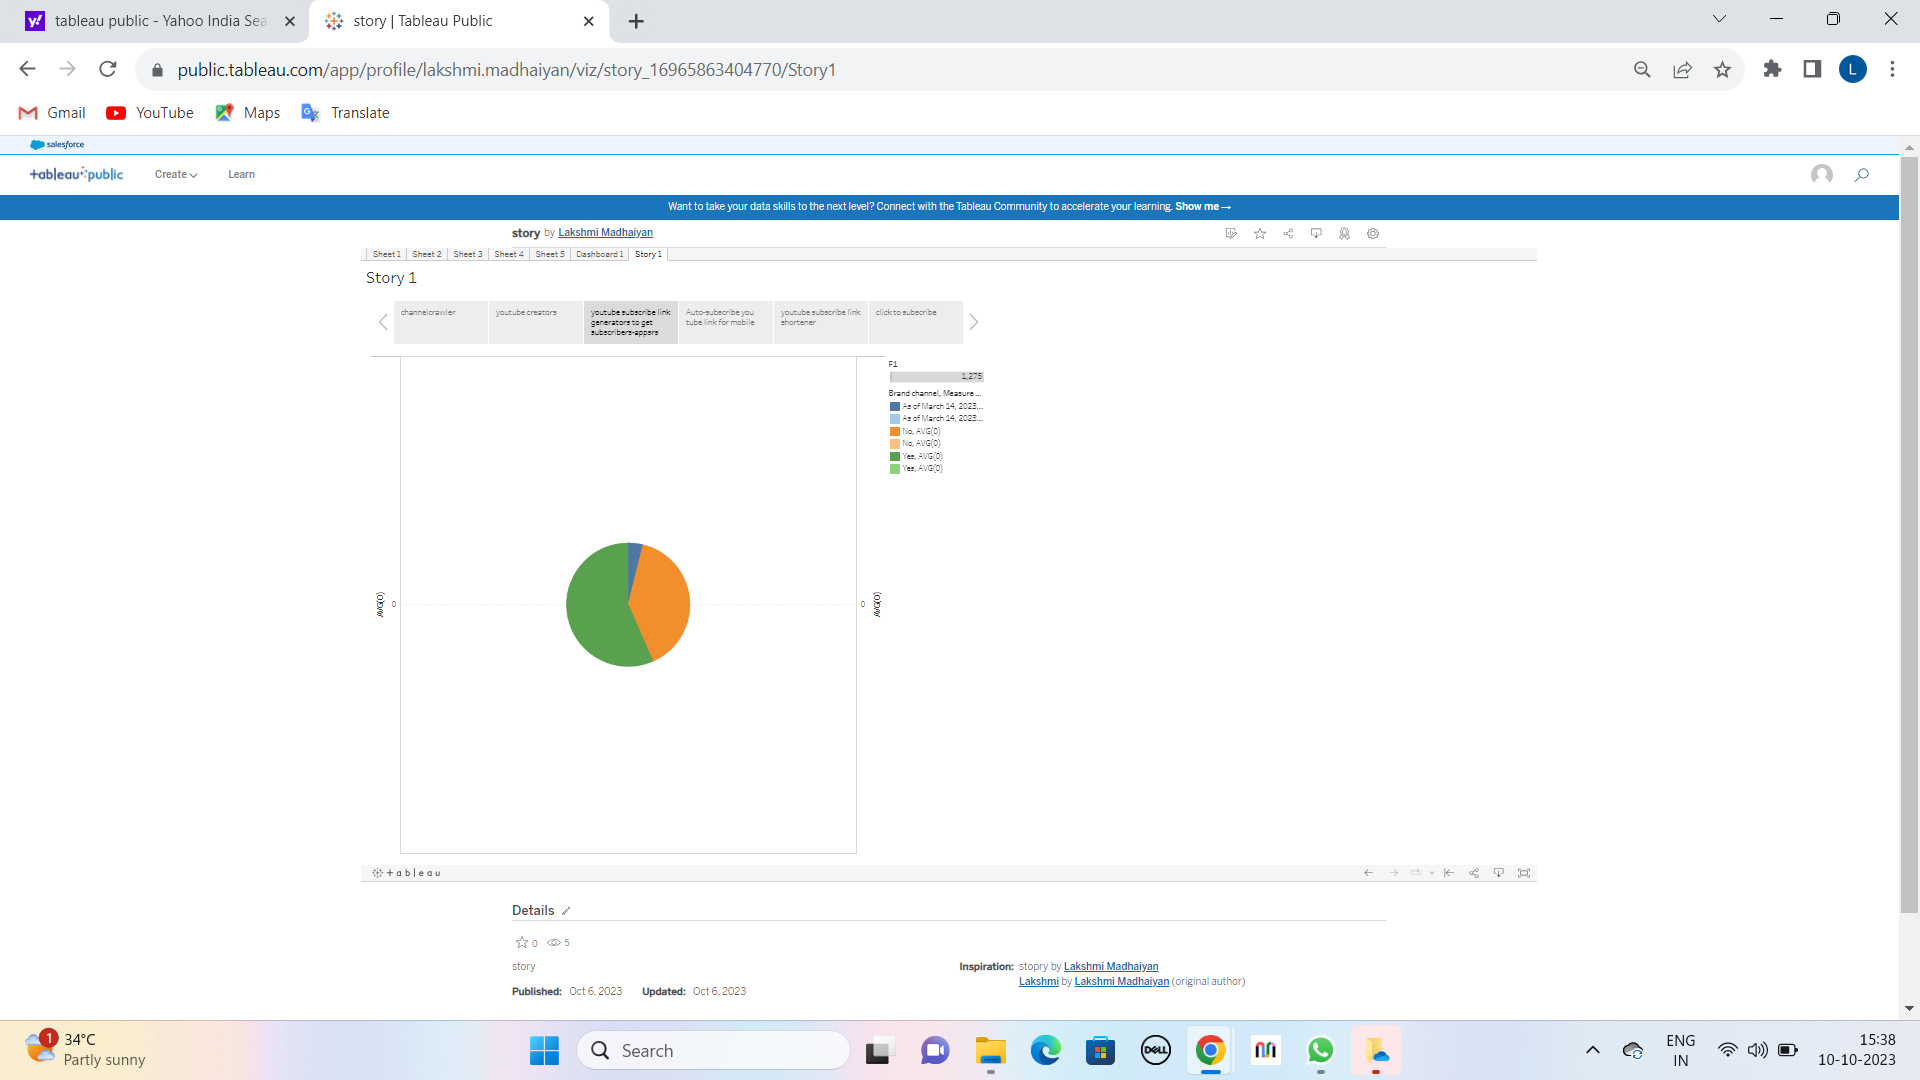 tableau public - Yahoo India Sea
story | Tableau Public
public.tableau.com/app/profile/lakshmi.madhaiyan/viz/story_16965863404770/Story1
L
Gmail
YouTube
Maps
Translate
salesforce
+ableau public
Create
Learn
Want to take your data skills to the next level? Connect with the Tableau Community to accelerate your learning. Show me→
story by Lakshmi Madhaiyan
Sheet 1
Sheet 2
Sheet 3
Sheet 4
Sheet 5
Dashboard 1
Story 1
Story 1
channelcrawler
youtube creators
youtube subscribe link
generators to get
subscribers-appsrs
Auto-subscribe you
tube link for mobile
youtube subscribe link
shortener
click to subscribe
F1
1,275
Brand channel, Measure ...
As of March 14, 2023...
As of March 14, 2023...
No, AVG(0)
No, AVG(0)
Yes, AVG(0)
Yes, AVG(0)
AVG(0)
0
0
AVG(0)
+ableau
Details
0
5
story
Published: Oct 6, 2023
Updated: Oct 6, 2023
Inspiration: stopry by Lakshmi Madhaiyan
Lakshmi by Lakshmi Madhaiyan (original author)
1
34°C
Partly sunny
Search
DELL
ENG
IN
15:38
10-10-2023